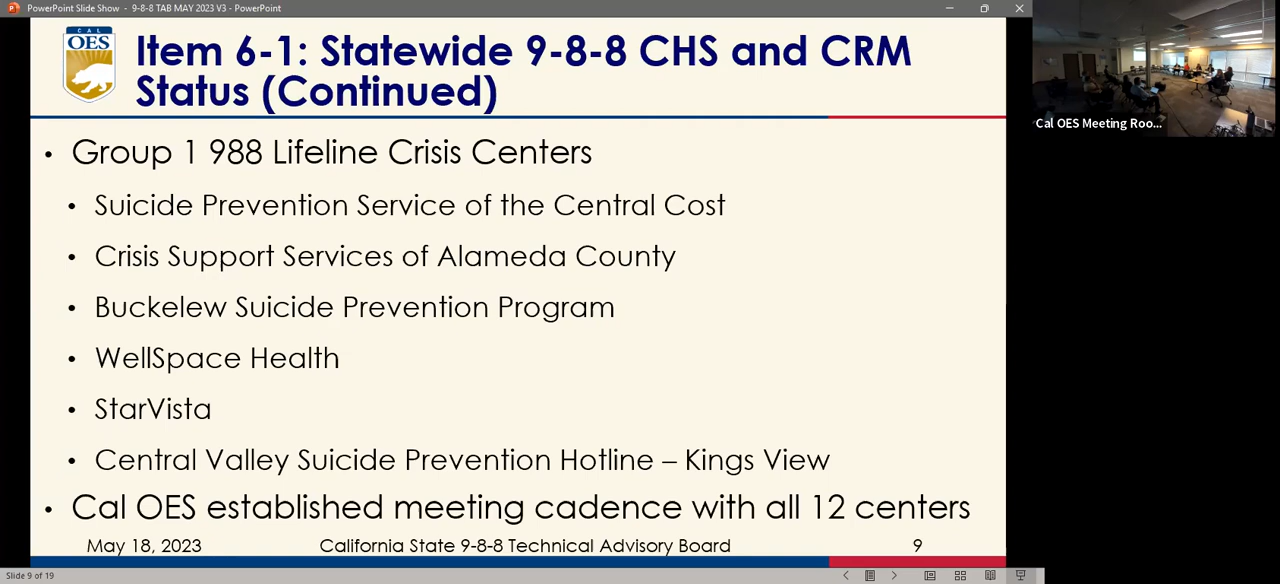 PowerPoint Slide Show - 9-8-8 TAB MAY 2023 V3 - PowerPoint
CAL
OES
Item 6-1: Statewide 9-8-8 CHS and CRM
Status (Continued)
• Group 1 988 Lifeline Crisis Centers
• Suicide Prevention Service of the Central Cost
• Crisis Support Services of Alameda County
• Buckelew Suicide Prevention Program
• WellSpace Health
• StarVista
• Central Valley Suicide Prevention Hotline – Kings View
• Cal OES established meeting cadence with all 12 centers
May 18, 2023 California State 9-8-8 Technical Advisory Board 9
Slide 9 of 19
Cal OES Meeting Roo...